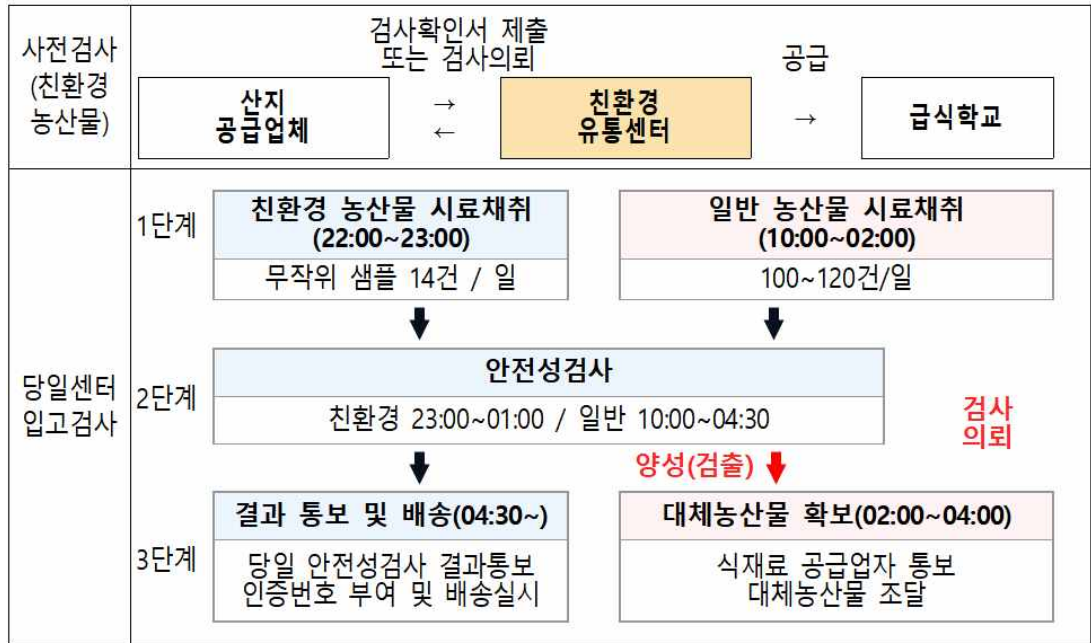 사전검사
(친환경
농산물)
검사확인서 제출
또는 검사의뢰
공급
산지
공급업체
→
←
친환경
유통센터
→
급식학교
당일센터
입고검사
1단계
친환경 농산물 시료채취
(22:00~23:00)
무작위 샘플 14건 / 일
일반 농산물 시료채취
(10:00~02:00)
100~120건/일
2단계
안전성검사
친환경 23:00~01:00 / 일반 10:00~04:30
검사
의뢰
양성(검출)
3단계
결과 통보 및 배송(04:30~)
당일 안전성검사 결과통보
인증번호 부여 및 배송실시
대체농산물 확보(02:00~04:00)
식재료 공급업자 통보
대체농산물 조달